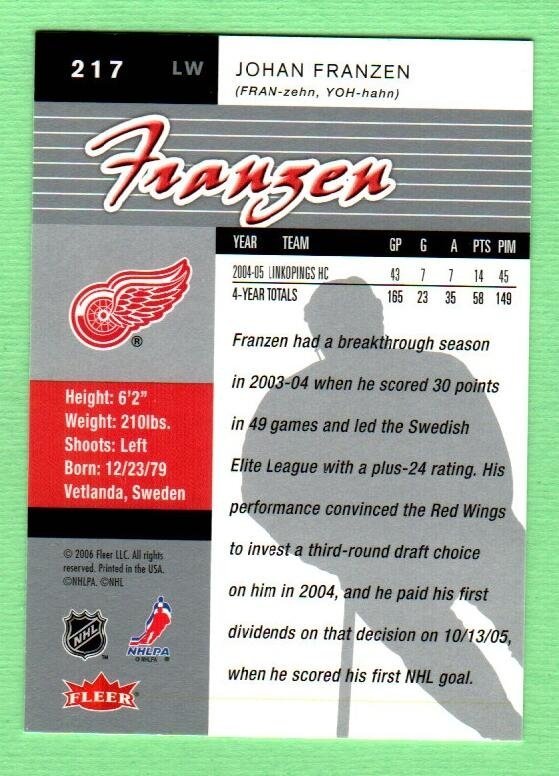 217 LW JOHAN FRANZEN
(FRAN-zehn, YOH-hahn)
Franzen
YEAR TEAM GP G A PTS PIM
2004-05 LINKOPINGS HC 43 7 7 14 45
4-YEAR TOTALS 165 23 35 58 149
®
Height: 6'2"
Weight: 210lbs.
Shoots: Left
Born: 12/23/79
Vetlanda, Sweden
Franzen had a breakthrough season
in 2003-04 when he scored 30 points
in 49 games and led the Swedish
Elite League with a plus-24 rating. His
performance convinced the Red Wings
to invest a third-round draft choice
on him in 2004, and he paid his first
dividends on that decision on 10/13/05,
when he scored his first NHL goal.
© 2006 Fleer LLC. All rights
reserved. Printed in the USA.
©NHLPA. ©NHL
NHL
TM
NHLPA
©NHLPA ®
FLEER